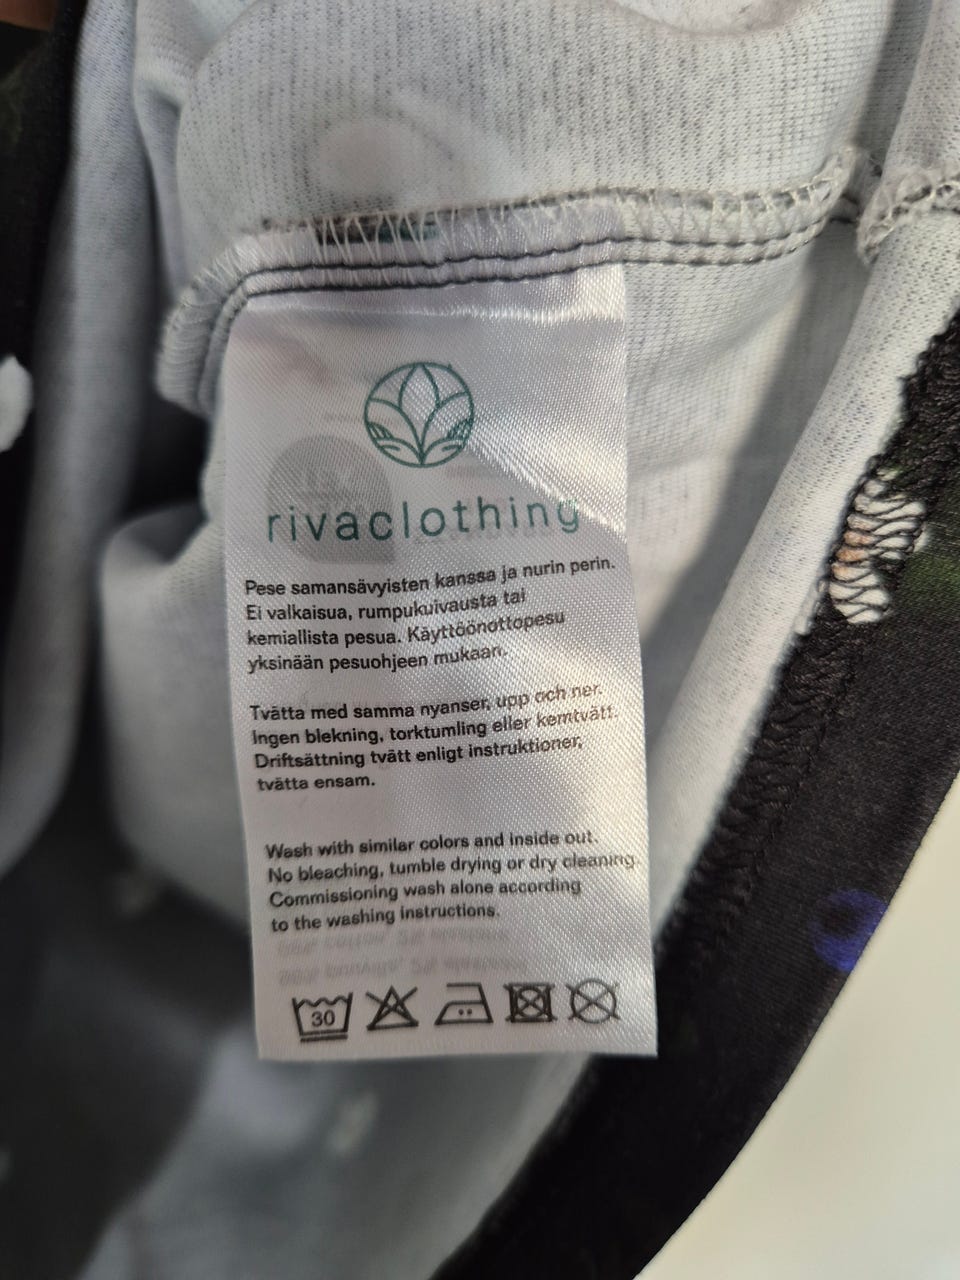 rivaclothing
Pese samansävyisten kanssa ja nurin perin.
Ei valkaisua, rumpukuivausta tai
kemiallista pesua. Käyttöönottopesu
yksinään pesuohjeen mukaan.
Tvätta med samma nyanser, upp och ner.
Ingen blekning, torktumling eller kemtvätt.
Driftsättning tvätt enligt instruktioner,
tvätta ensam.
Wash with similar colors and inside out.
No bleaching, tumble drying or dry cleaning.
Commissioning wash alone according
to the washing instructions.
30